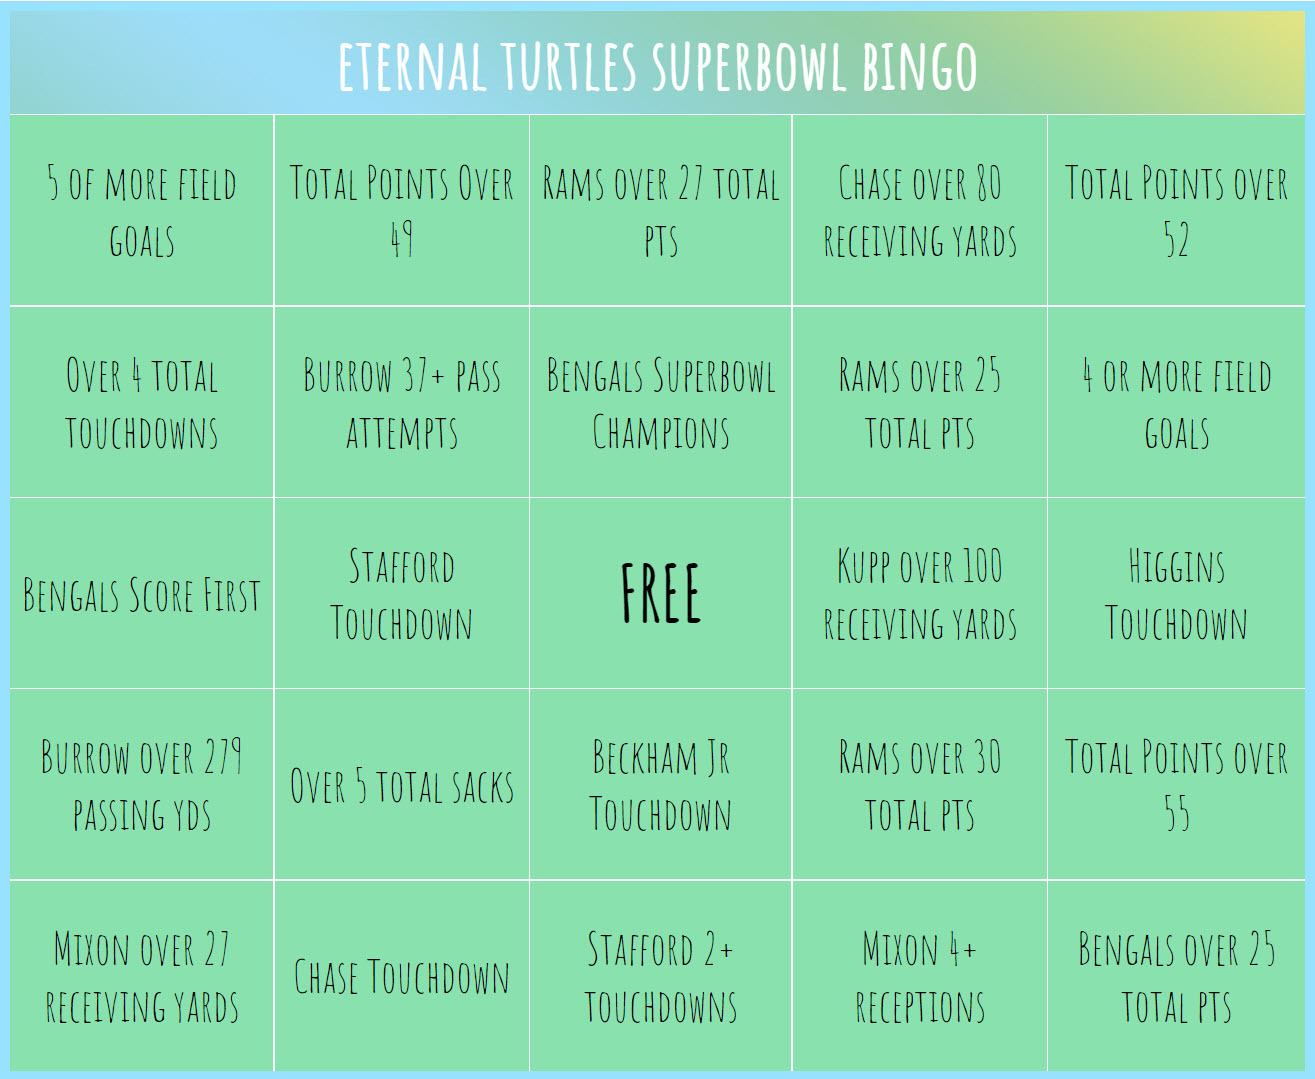 ETERNAL TURTLES SUPERBOWL BINGO
5 OF MORE FIELD
GOALS
TOTAL POINTS OVER
49
RAMS OVER 27 TOTAL
PTS
CHASE OVER 80
RECEIVING YARDS
TOTAL POINTS OVER
52
OVER 4 TOTAL
TOUCHDOWNS
BURROW 37+ PASS
ATTEMPTS
BENGALS SUPERBOWL
CHAMPIONS
RAMS OVER 25
TOTAL PTS
4 OR MORE FIELD
GOALS
BENGALS SCORE FIRST
STAFFORD
TOUCHDOWN
FREE
KUPP OVER 100
RECEIVING YARDS
HIGGINS
TOUCHDOWN
BURROW OVER 279
PASSING YDS
OVER 5 TOTAL SACKS
BECKHAM JR
TOUCHDOWN
RAMS OVER 30
TOTAL PTS
TOTAL POINTS OVER
55
MIXON OVER 27
RECEIVING YARDS
CHASE TOUCHDOWN
STAFFORD 2+
TOUCHDOWNS
MIXON 4+
RECEPTIONS
BENGALS OVER 25
TOTAL PTS